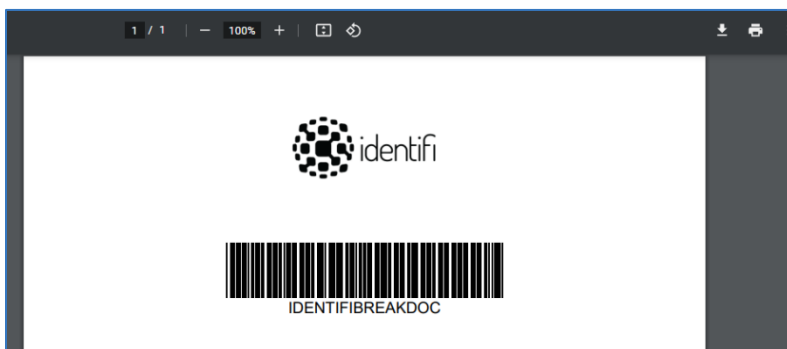 1 / 1 | − 100% + |
identifi
IDENTIFIBREAKDOC